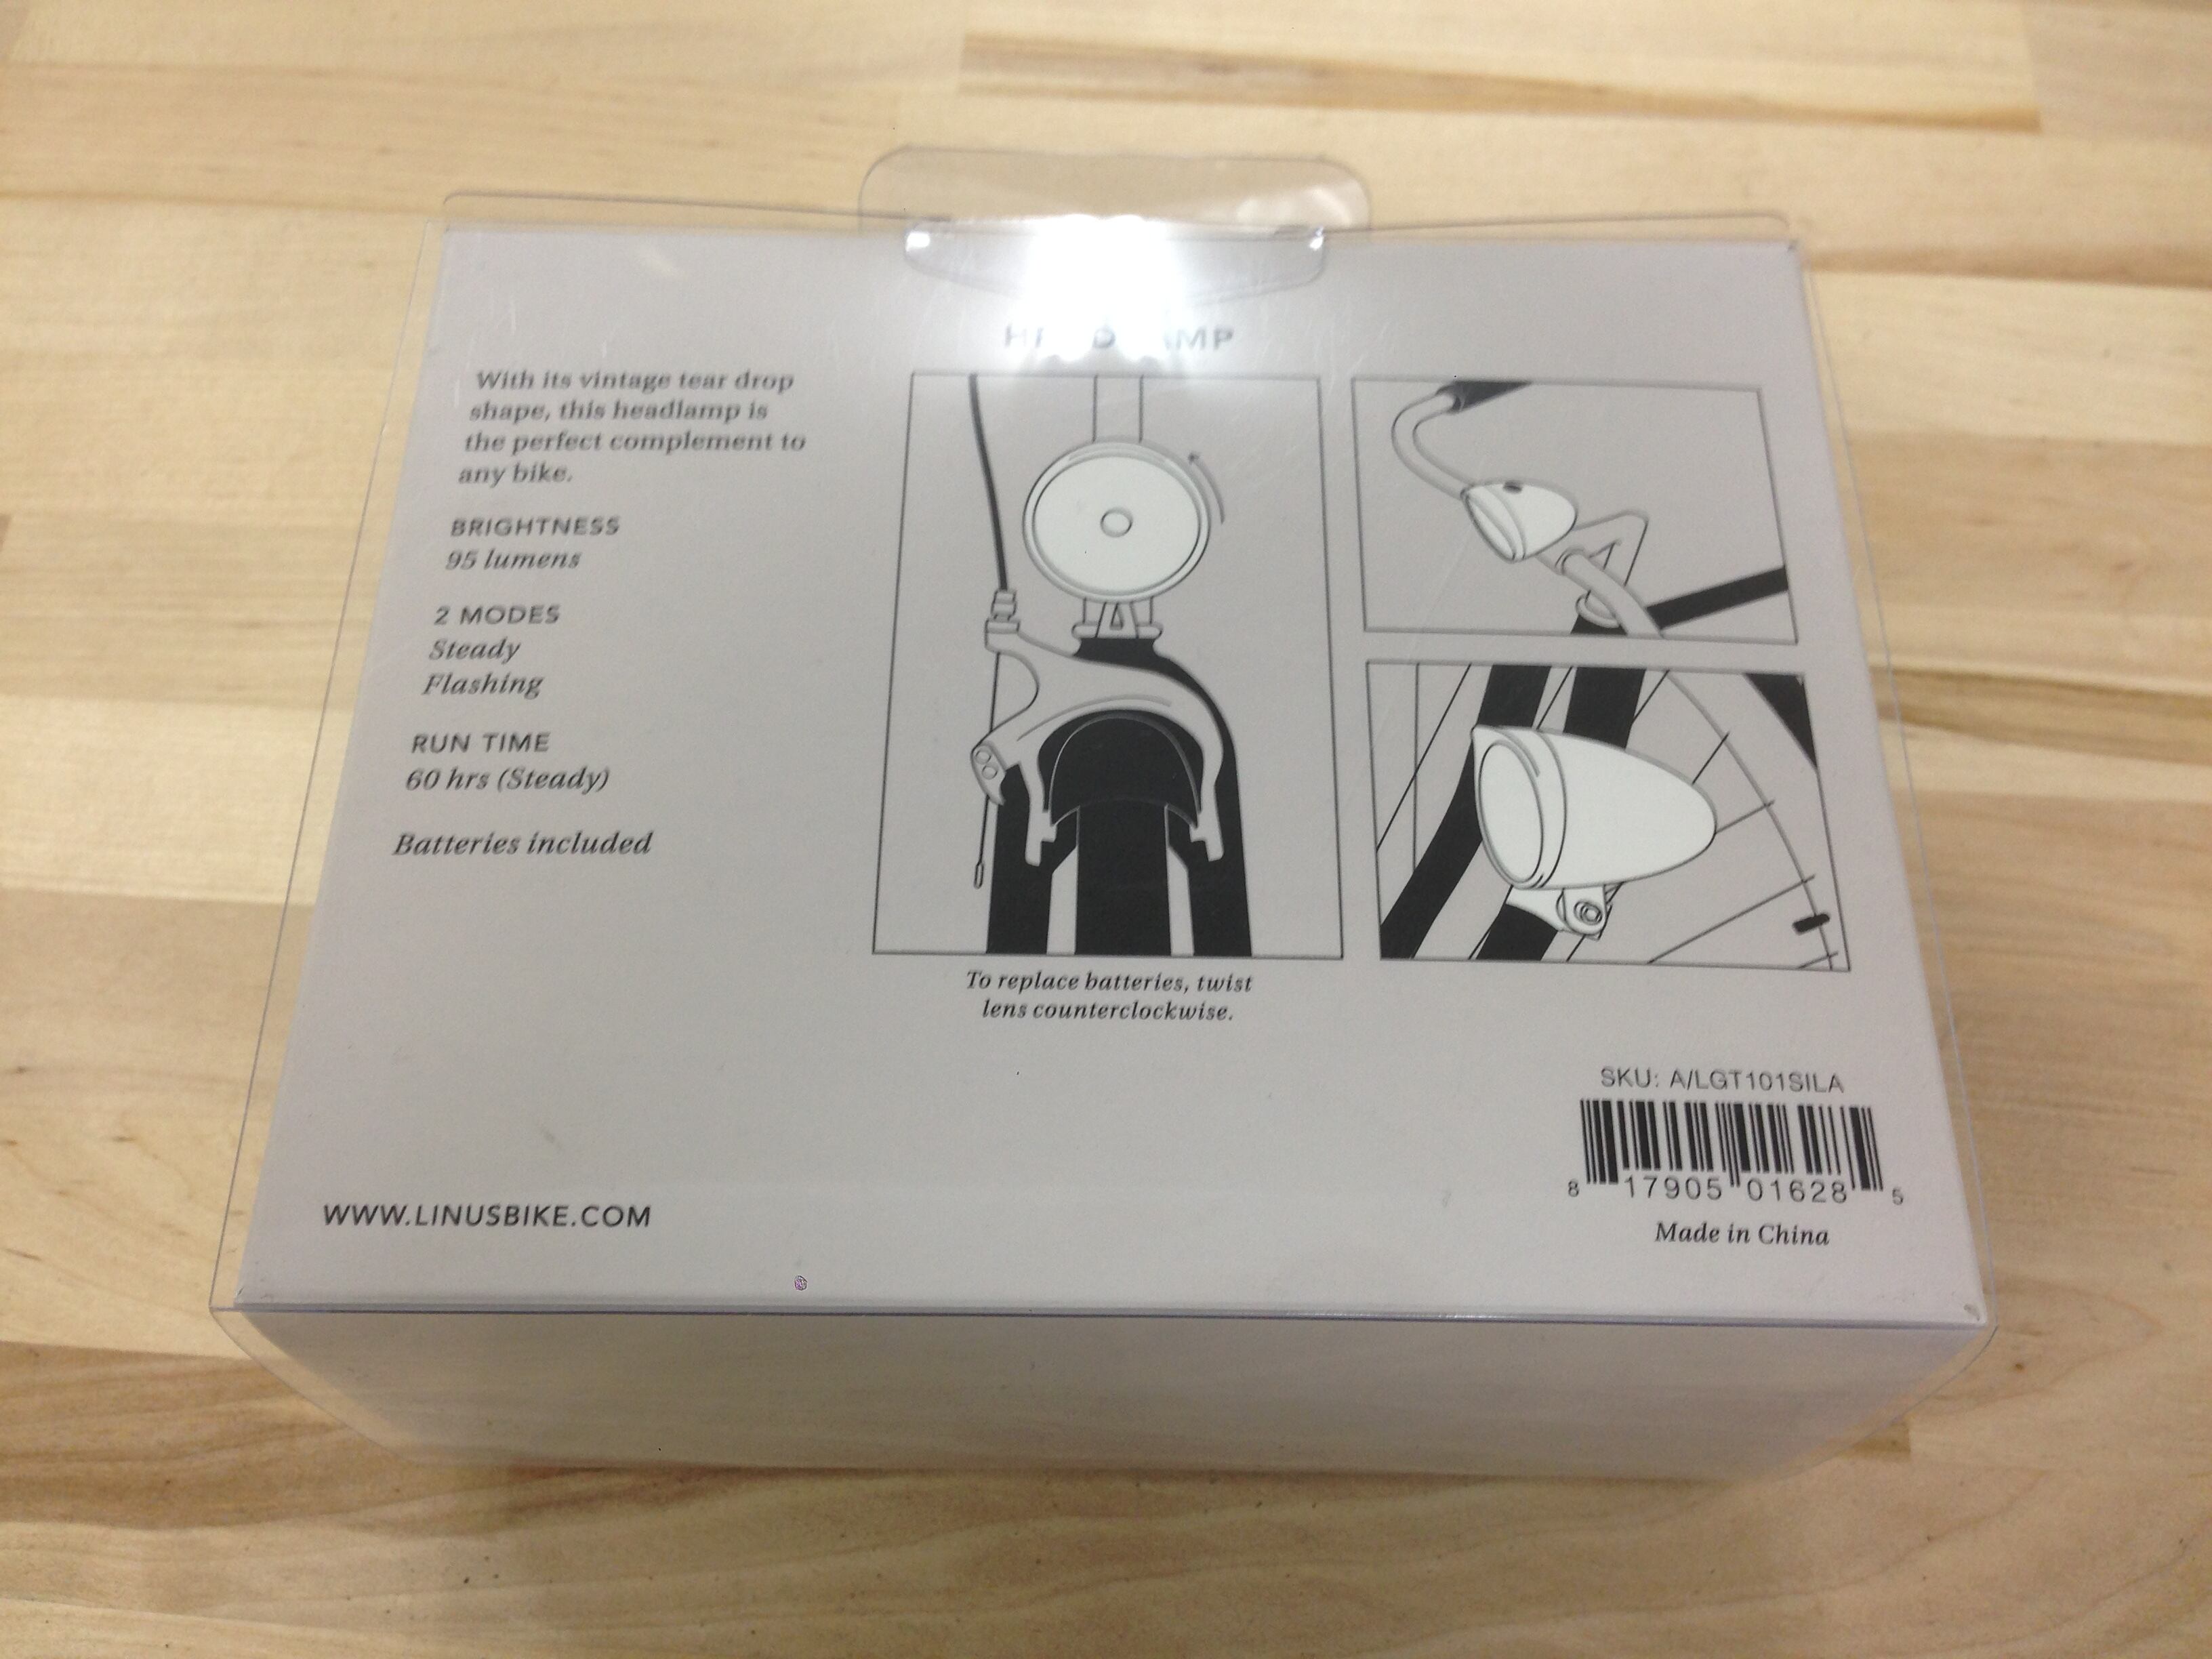 With its vintage tear drop
shape, this headlamp is
the perfect complement to
any bike.
BRIGHTNESS
95 lumens
2 MODES
Steady
Flashing
RUN TIME
60 hrs (Steady)
Batteries included
WWW.LINUSBIKE.COM
To replace batteries, twist
lens counterclockwise.
SKU: A/LGT101SILA
8 17905 01628 5
Made in China